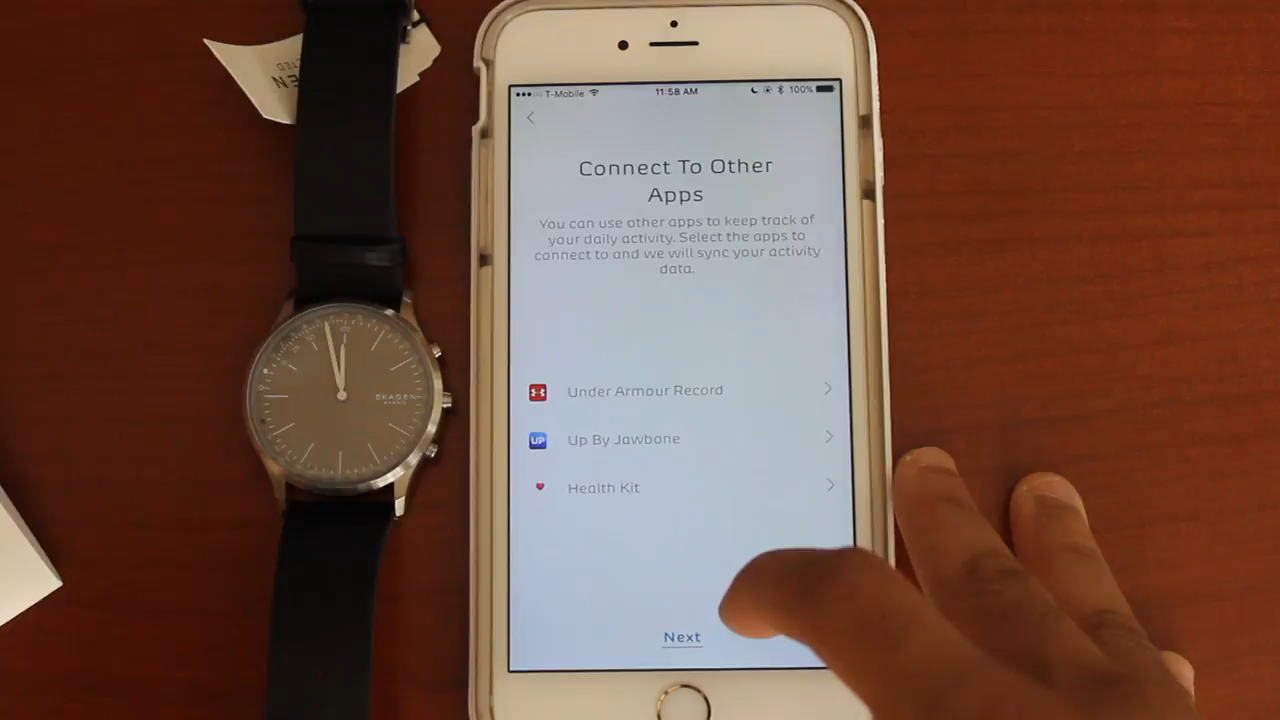 T-Mobile
11:58 AM
100%
Connect To Other
Apps
You can use other apps to keep track of
your daily activity. Select the apps to
connect to and we will sync your activity
data.
Under Armour Record
UP
Up By Jawbone
Health Kit
Next
SKAGEN